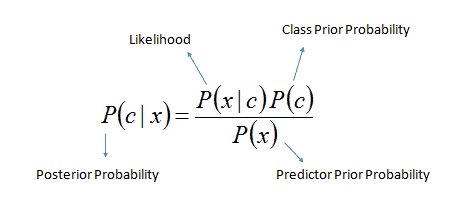 Likelihood
Class Prior Probability
P(c|x)=P(x|c)P(c)/P(x)
Posterior Probability
Predictor Prior Probability